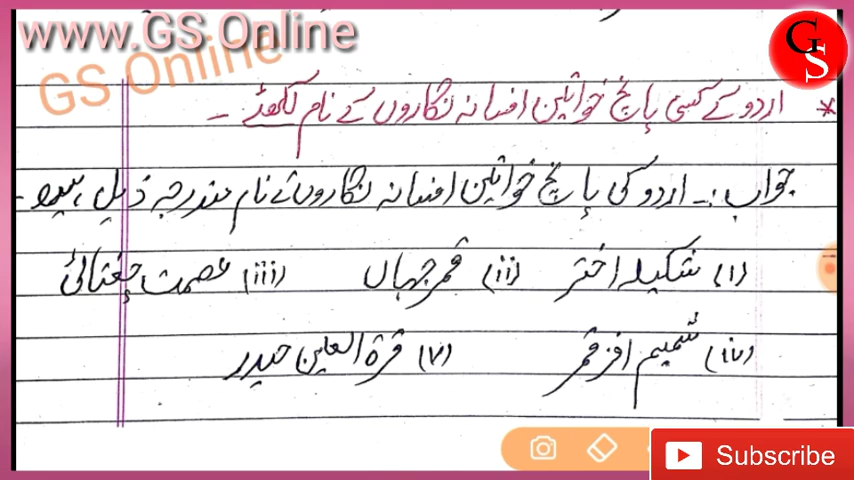 www.GS Online
GS Online
GS
* اردو کے کسی پانچ خواتین افسانہ نگاروں کے نام لکھئے ۔
جواب :۔ اردو کی پانچ خواتین افسانہ نگاروں کے نام مندرجہ ذیل ہیں ۔
(i) شکیلہ اختر (ii) قمر جہاں (iii) عصمت چغتائی
(iv) شمیم افزا قمر (v) قرۃ العین حیدر
Subscribe